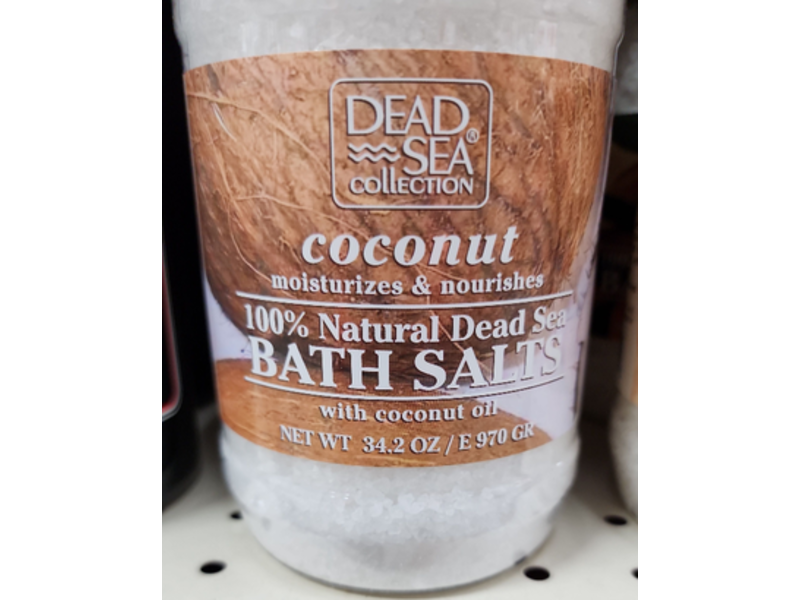 DEAD
SEA®
COllECTION
coconut
moisturizes & nourishes
100% Natural Dead Sea
BATH SALTS
with coconut oil
NET WT 34.2 OZ / E 970 GR